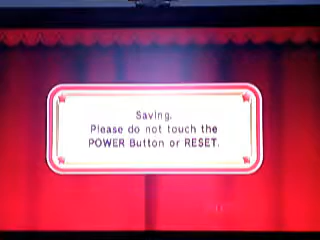 Saving.
Please do not touch the
POWER Button or RESET.